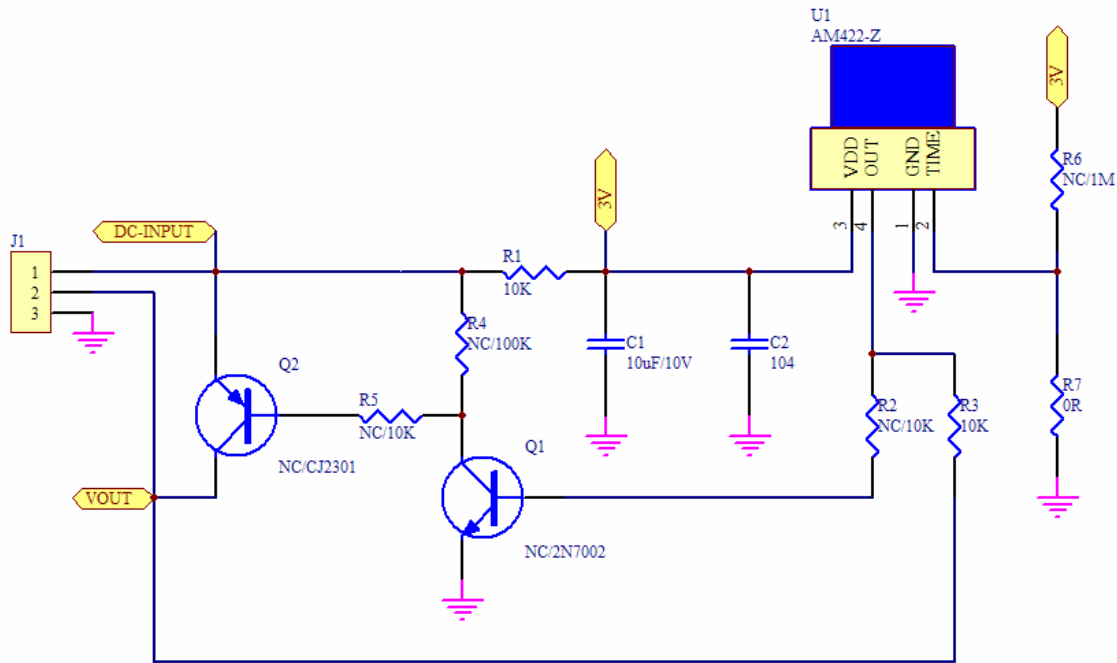 U1
AM422-Z
3V
VDD
OUT
GND
TIME
R6
NC/1M
3V
3
4
1
2
DC-INPUT
J1
1
2
3
R1
10K
R4
NC/100K
C1
10uF/10V
C2
104
Q2
R5
NC/10K
R2
NC/10K
R3
10K
R7
0R
NC/CJ2301
Q1
VOUT
NC/2N7002